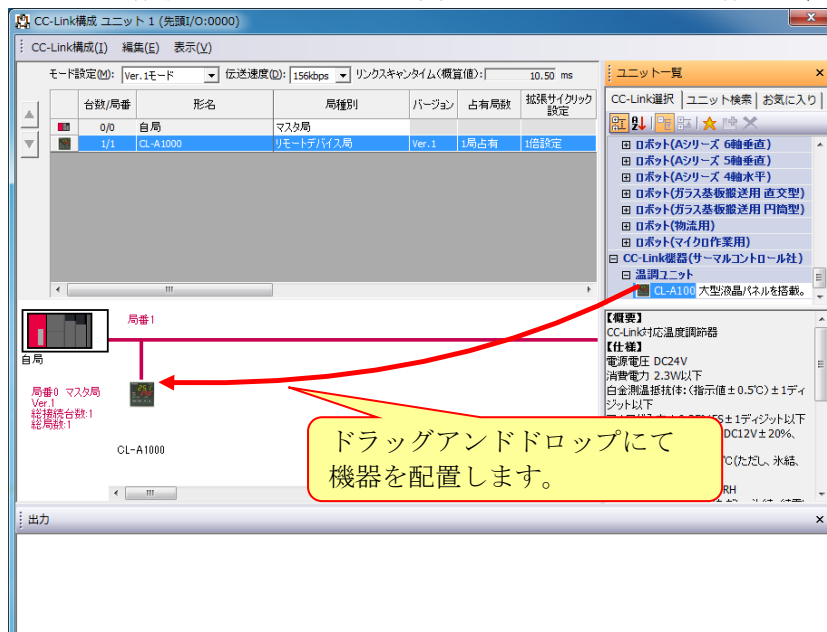 CC-Link構成 ユニット 1 (先頭I/O:0000)
CC-Link構成(I) 編集(E) 表示(V)
モード設定(M): Ver.1モード 伝送速度(D): 156kbps リンクスキャンタイム(概算値): 10.50 ms
台数/局番 形名 局種別 バージョン 占有局数 拡張サイクリック設定
0/0 自局 マスタ局
1/1 CL-A1000 リモートデバイス局 Ver.1 1局占有 1倍設定
局番1
自局
局番0 マスタ局
Ver.1
総接続台数:1
総局数:1
CL-A1000
ドラッグアンドドロップにて
機器を配置します。
ユニット一覧
CC-Link選択 ユニット検索 お気に入り
ロボット(Aシリーズ 6軸垂直)
ロボット(Aシリーズ 5軸垂直)
ロボット(Aシリーズ 4軸水平)
ロボット(ガラス基板搬送用 直交型)
ロボット(ガラス基板搬送用 円筒型)
ロボット(物流用)
ロボット(マイクロ作業用)
CC-Link機器(サーマルコントロール社)
温調ユニット
CL-A100 大型液晶パネルを搭載。
【概要】
CC-Link対応温度調節器
【仕様】
電源電圧 DC24V
消費電力 2.3W以下
白金測温抵抗体:(指示値±0.5℃)±1ディ
ジット以下
±1ディジット以下
DC12V±20%、
℃(ただし、氷結、
RH
出力